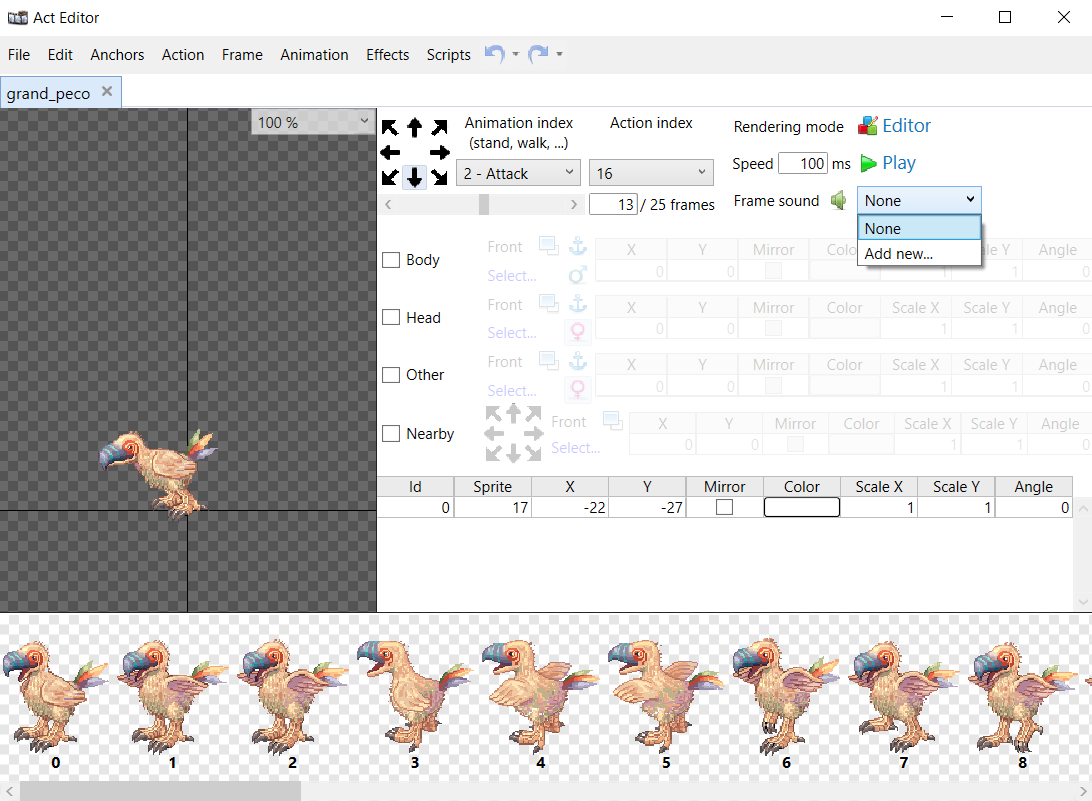 Act Editor
File Edit Anchors Action Frame Animation Effects Scripts
grand_peco
100 %
Animation index
(stand, walk, ...)
2 - Attack
Action index
16
13 / 25 frames
Rendering mode Editor
Speed 100 ms Play
Frame sound None
None
Add new...
Body Front X Y Mirror Color le Y Angle
Select... 0 0 1 0
Head Front X Y Mirror Color Scale X Scale Y Angle
Select... 0 0 1 1 0
Other Front X Y Mirror Color Scale X Scale Y Angle
Select... 0 0 1 1 0
Nearby Front X Y Mirror Color Scale X Scale Y Angle
Select... 0 0 1 1 0
Id Sprite X Y Mirror Color Scale X Scale Y Angle
0 17 -22 -27 1 1 0
0 1 2 3 4 5 6 7 8